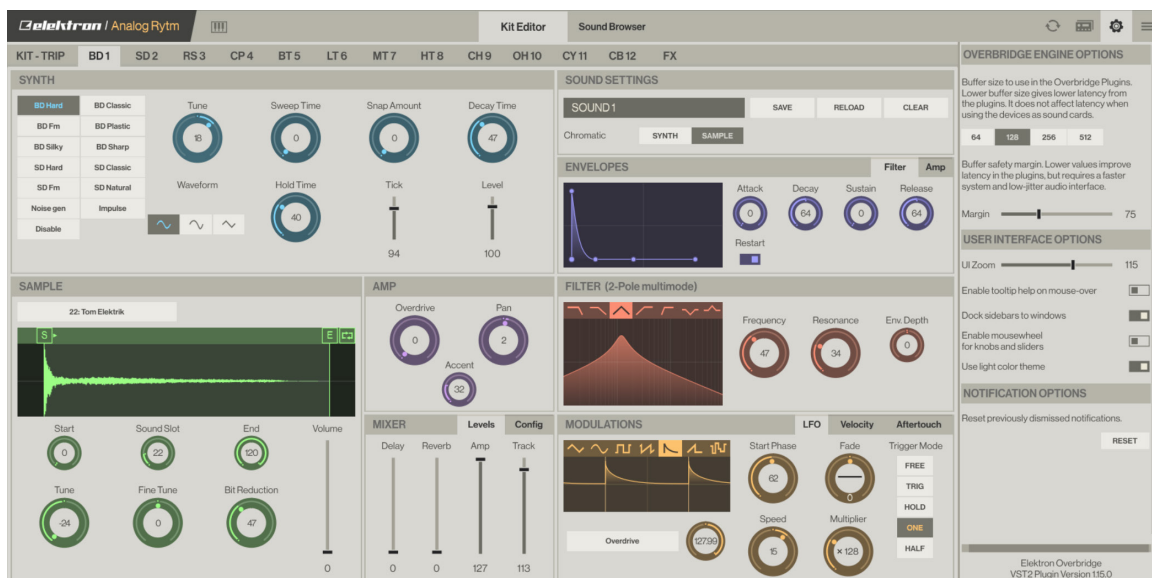 elektron | Analog Rytm
Kit Editor
Sound Browser
KIT - TRIP BD 1 SD 2 RS 3 CP 4 BT 5 LT 6 MT 7 HT 8 CH 9 OH 10 CY 11 CB 12 FX
SYNTH
BD Hard BD Classic
BD Fm BD Plastic
BD Silky BD Sharp
SD Hard SD Classic
SD Fm SD Natural
Noise gen Impulse
Disable
Tune Sweep Time Snap Amount Decay Time
18 0 0 47
Waveform Hold Time Tick Level
40
94 100
SOUND SETTINGS
SOUND 1 SAVE RELOAD CLEAR
Chromatic SYNTH SAMPLE
ENVELOPES Filter Amp
Attack Decay Sustain Release
0 64 0 64
Restart
SAMPLE
22: Tom Elektrik
S E
Start Sound Slot End Volume
0 22 120
Tune Fine Tune Bit Reduction
-24 0 47
0
AMP
Overdrive Pan
0 2
Accent
32
MIXER Levels Config
Delay Reverb Amp Track
0 0 127 113
FILTER (2-Pole multimode)
Frequency Resonance Env. Depth
47 34 0
MODULATIONS LFO Velocity Aftertouch
Start Phase Fade Trigger Mode
62 0
FREE
TRIG
HOLD
ONE
HALF
Speed Multiplier
Overdrive 127.99 15 × 128
OVERBRIDGE ENGINE OPTIONS
Buffer size to use in the Overbridge Plugins.
Lower buffer size gives lower latency from
the plugins. It does not affect latency when
using the devices as sound cards.
64 128 256 512
Buffer safety margin. Lower values improve
latency in the plugins, but requires a faster
system and low-jitter audio interface.
Margin 75
USER INTERFACE OPTIONS
UI Zoom 115
Enable tooltip help on mouse-over
Dock sidebars to windows
Enable mousewheel
for knobs and sliders
Use light color theme
NOTIFICATION OPTIONS
Reset previously dismissed notifications.
RESET
Elektron Overbridge
VST2 Plugin Version 1.15.0